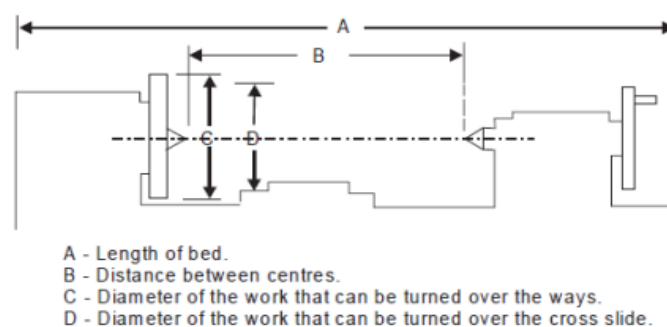 A
B
C
D
A - Length of bed.
B - Distance between centres.
C - Diameter of the work that can be turned over the ways.
D - Diameter of the work that can be turned over the cross slide.